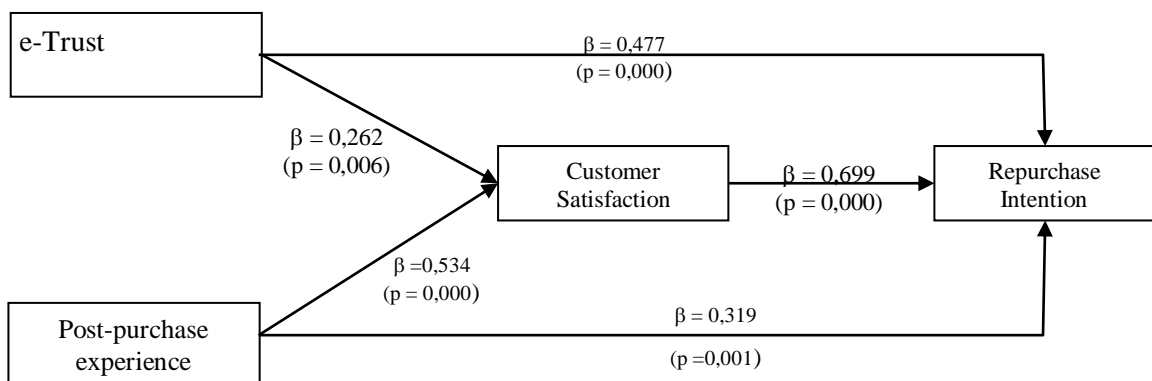 e-Trust
β = 0,477
(p = 0,000)
β = 0,262
(p = 0,006)
Customer
Satisfaction
β = 0,699
(p = 0,000)
Repurchase
Intention
β =0,534
(p = 0,000)
Post-purchase
experience
β = 0,319
(p =0,001)